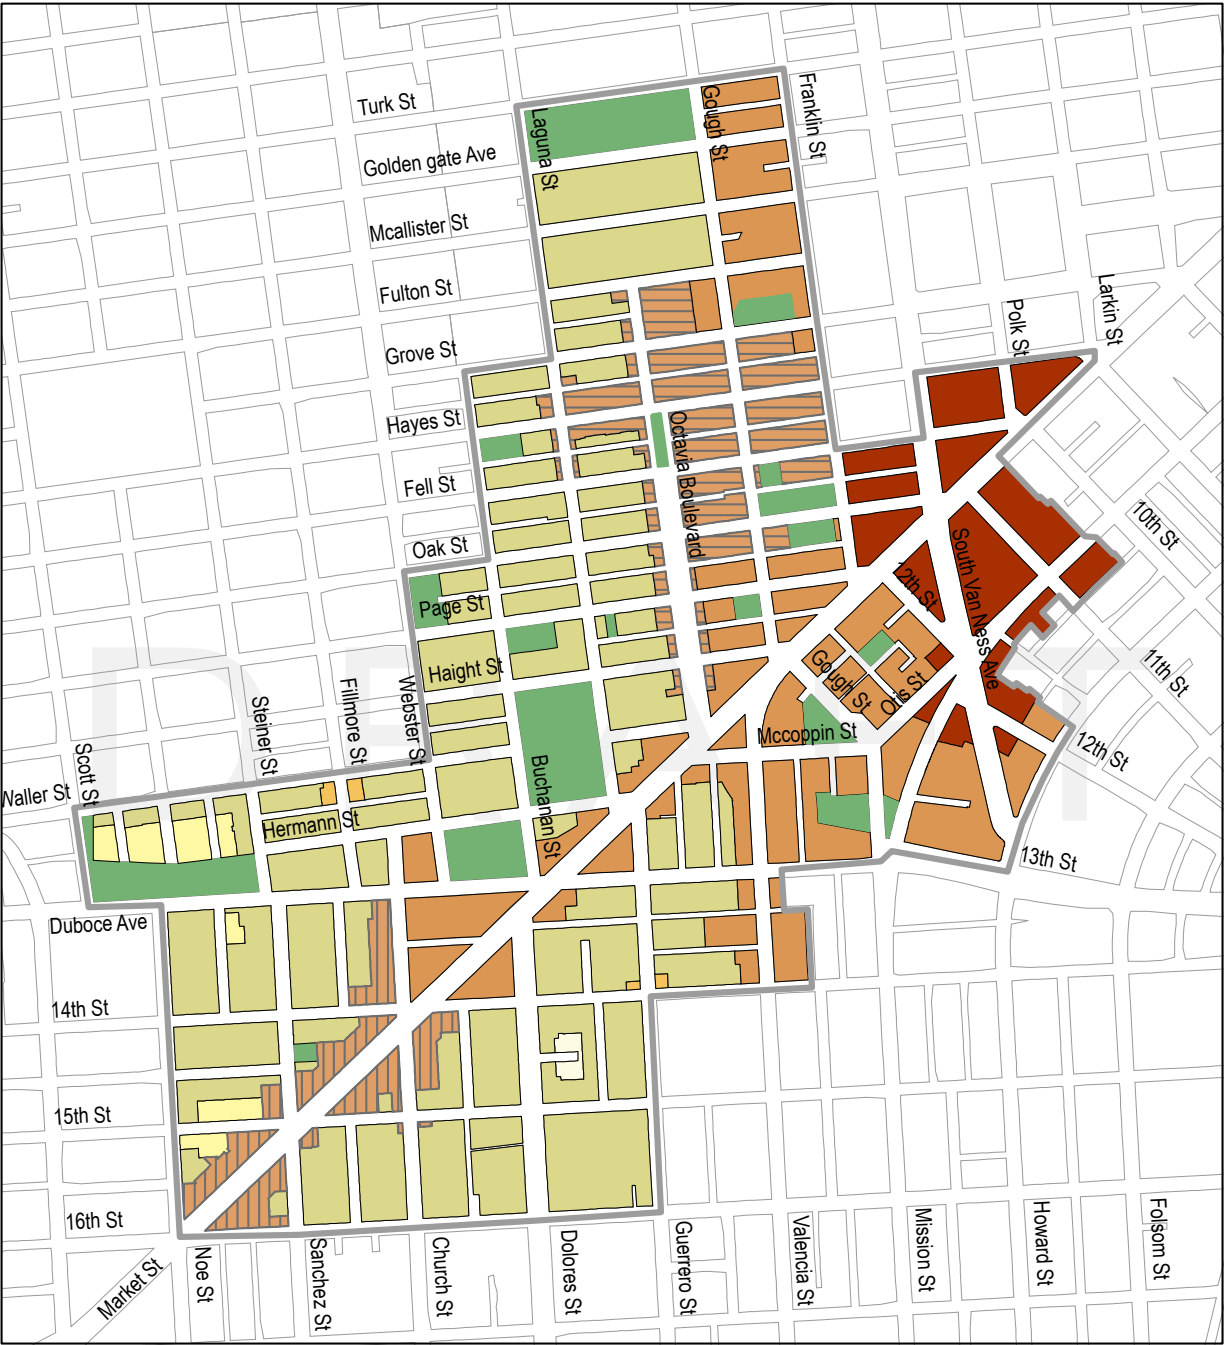 Turk St
Golden gate Ave
Mcallister St
Fulton St
Grove St
Hayes St
Fell St
Oak St
Page St
Haight St
Laguna St
Gough St
Franklin St
Larkin St
Polk St
Octavia Boulevard
10th St
11th St
12th St
12th St
South Van Ness Ave
Gough St
Otis St
Mccoppin St
13th St
Webster St
Fillmore St
Steiner St
Scott St
Waller St
Hermann St
Buchanan St
Duboce Ave
14th St
15th St
16th St
Market St
Noe St
Sanchez St
Church St
Dolores St
Guerrero St
Valencia St
Mission St
Howard St
Folsom St
DRAFT